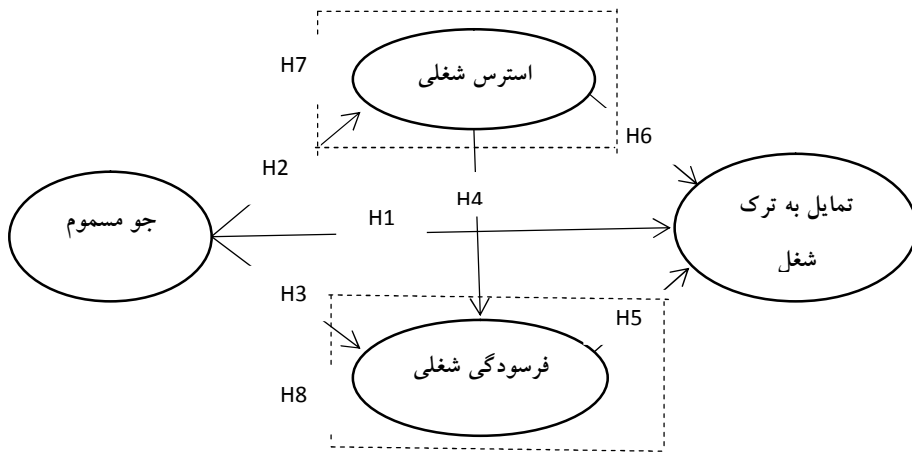 استرس شغلی
H7
H6
H2
H4
جو مسموم
H1
تمایل به ترک
شغل
H3
H5
فرسودگی شغلی
H8